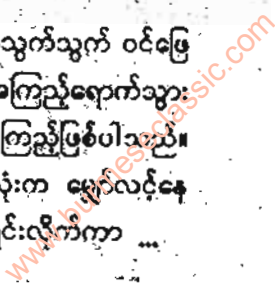 သွက်သွက် ဝင်ဖြေ
ကြည့်ရောက်သွား
ကြည့်ဖြစ်ပါသည်။
လုံးက မျှော်လင့်နေ
င်းလိုက်ကာ ...
www.burmeseclassic.com